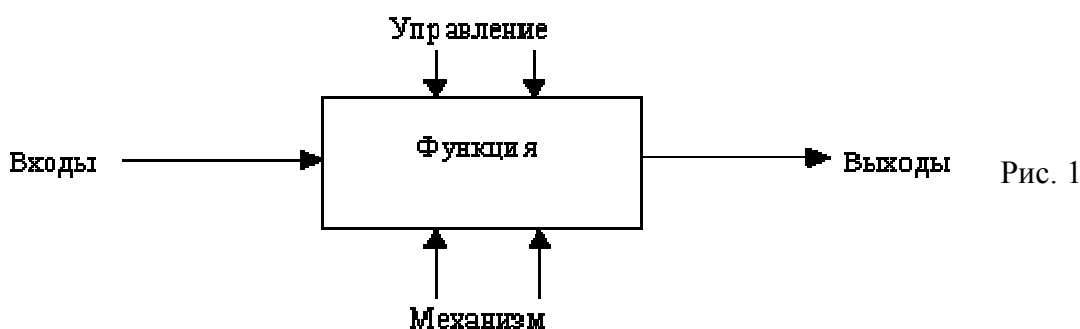 Управление
Функция
Входы
Выходы
Рис. 1
Механизм